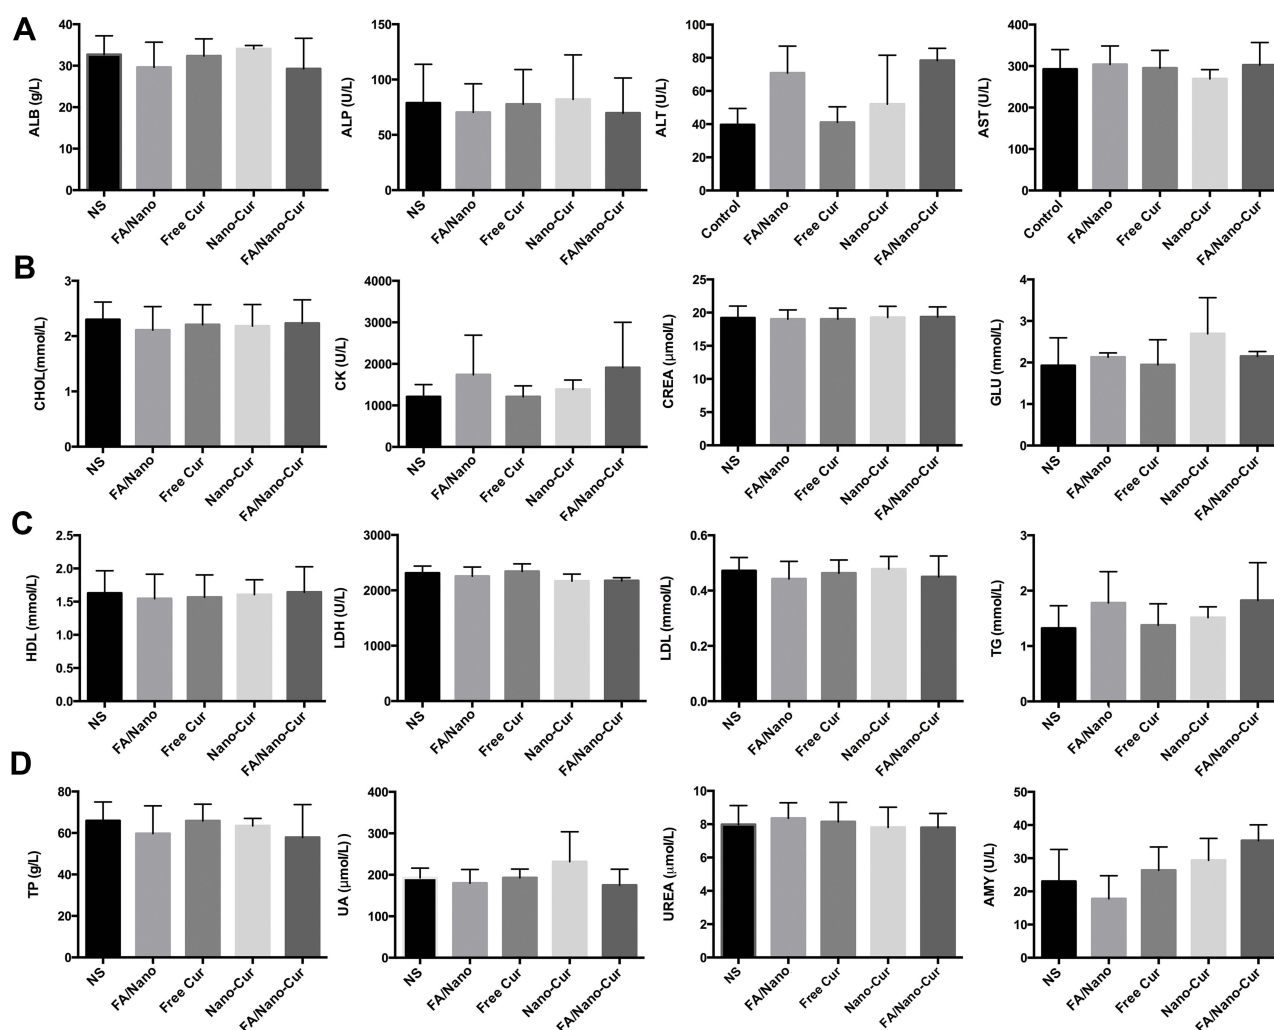 A
ALB (g/L)
40
30
20
10
0
NS
FA/Nano
Free Cur
Nano-Cur
FA/Nano-Cur
ALP (U/L)
150
100
50
0
NS
FA/Nano
Free Cur
Nano-Cur
FA/Nano-Cur
ALT (U/L)
100
80
60
40
20
0
Control
FA/Nano
Free Cur
Nano-Cur
FA/Nano-Cur
AST (U/L)
400
300
200
100
0
Control
FA/Nano
Free Cur
Nano-Cur
FA/Nano-Cur
B
CHOL(mmol/L)
3
2
1
0
NS
FA/Nano
Free Cur
Nano-Cur
FA/Nano-Cur
CK (U/L)
4000
3000
2000
1000
0
NS
FA/Nano
Free Cur
Nano-Cur
FA/Nano-Cur
CREA (μmol/L)
25
20
15
10
5
0
NS
FA/Nano
Free Cur
Nano-Cur
FA/Nano-Cur
GLU (mmol/L)
4
3
2
1
0
NS
FA/Nano
Free Cur
Nano-Cur
FA/Nano-Cur
C
HDL (mmol/L)
2.5
2.0
1.5
1.0
0.5
0.0
NS
FA/Nano
Free Cur
Nano-Cur
FA/Nano-Cur
LDH (U/L)
3000
2000
1000
0
NS
FA/Nano
Free Cur
Nano-Cur
FA/Nano-Cur
LDL (mmol/L)
0.6
0.4
0.2
0.0
NS
FA/Nano
Free Cur
Nano-Cur
FA/Nano-Cur
TG (mmol/L)
3
2
1
0
NS
FA/Nano
Free Cur
Nano-Cur
FA/Nano-Cur
D
TP (g/L)
80
60
40
20
0
NS
FA/Nano
Free Cur
Nano-Cur
FA/Nano-Cur
UA (μmol/L)
400
300
200
100
0
NS
FA/Nano
Free Cur
Nano-Cur
FA/Nano-Cur
UREA (μmol/L)
10
8
6
4
2
0
NS
FA/Nano
Free Cur
Nano-Cur
FA/Nano-Cur
AMY (U/L)
50
40
30
20
10
0
NS
FA/Nano
Free Cur
Nano-Cur
FA/Nano-Cur